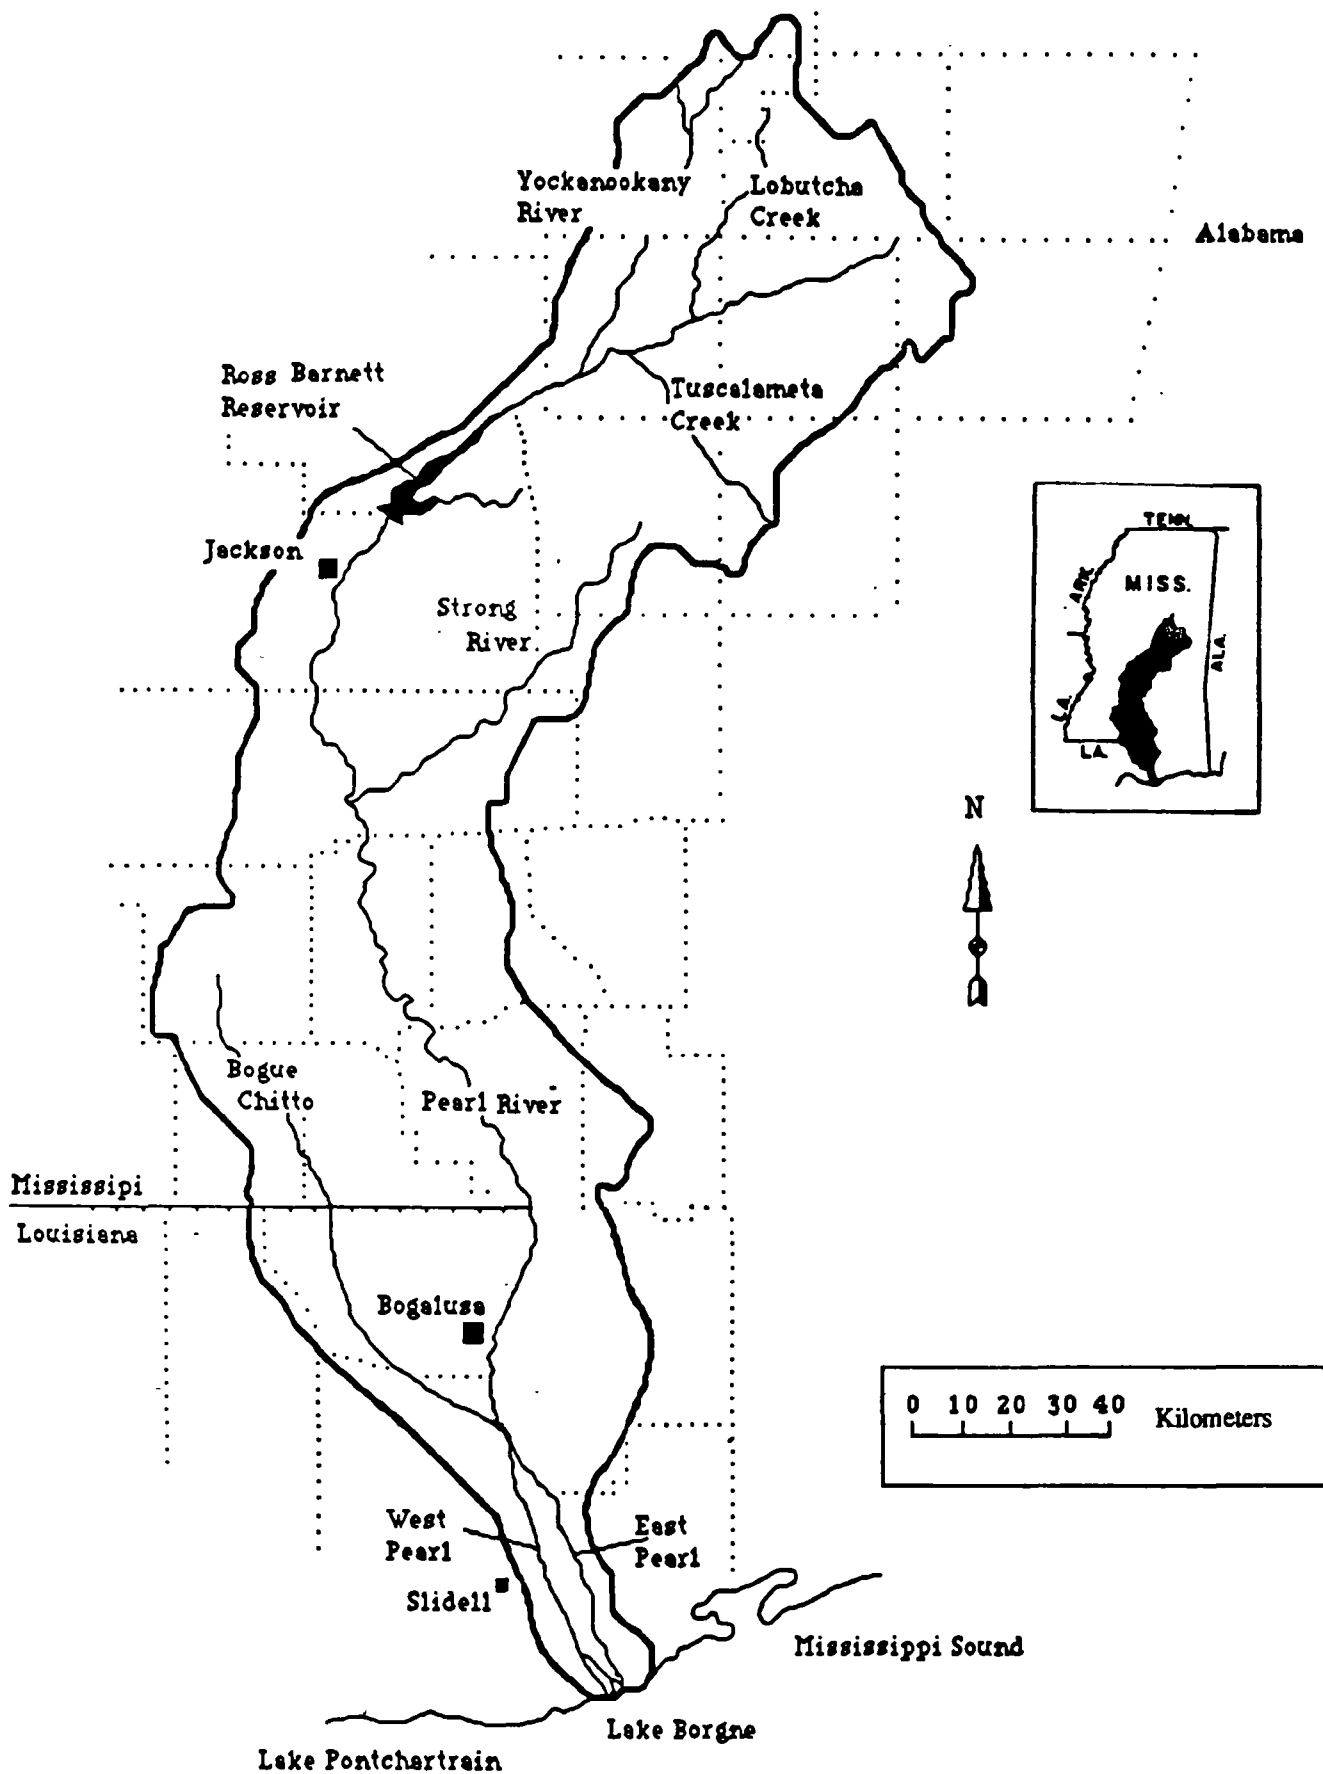 Yockanookany
River
Lobutcha
Creek
Alabama
Ross Barnett
Reservoir
Tuscalameta
Creek
Jackson
Strong
River
TENN.
ARK.
MISS.
ALA.
LA.
LA.
N
Bogue
Chitto
Pearl River
Mississipi
Louisiana
Bogalusa
0 10 20 30 40
Kilometers
West
Pearl
East
Pearl
Slidell
Mississippi Sound
Lake Borgne
Lake Pontchartrain